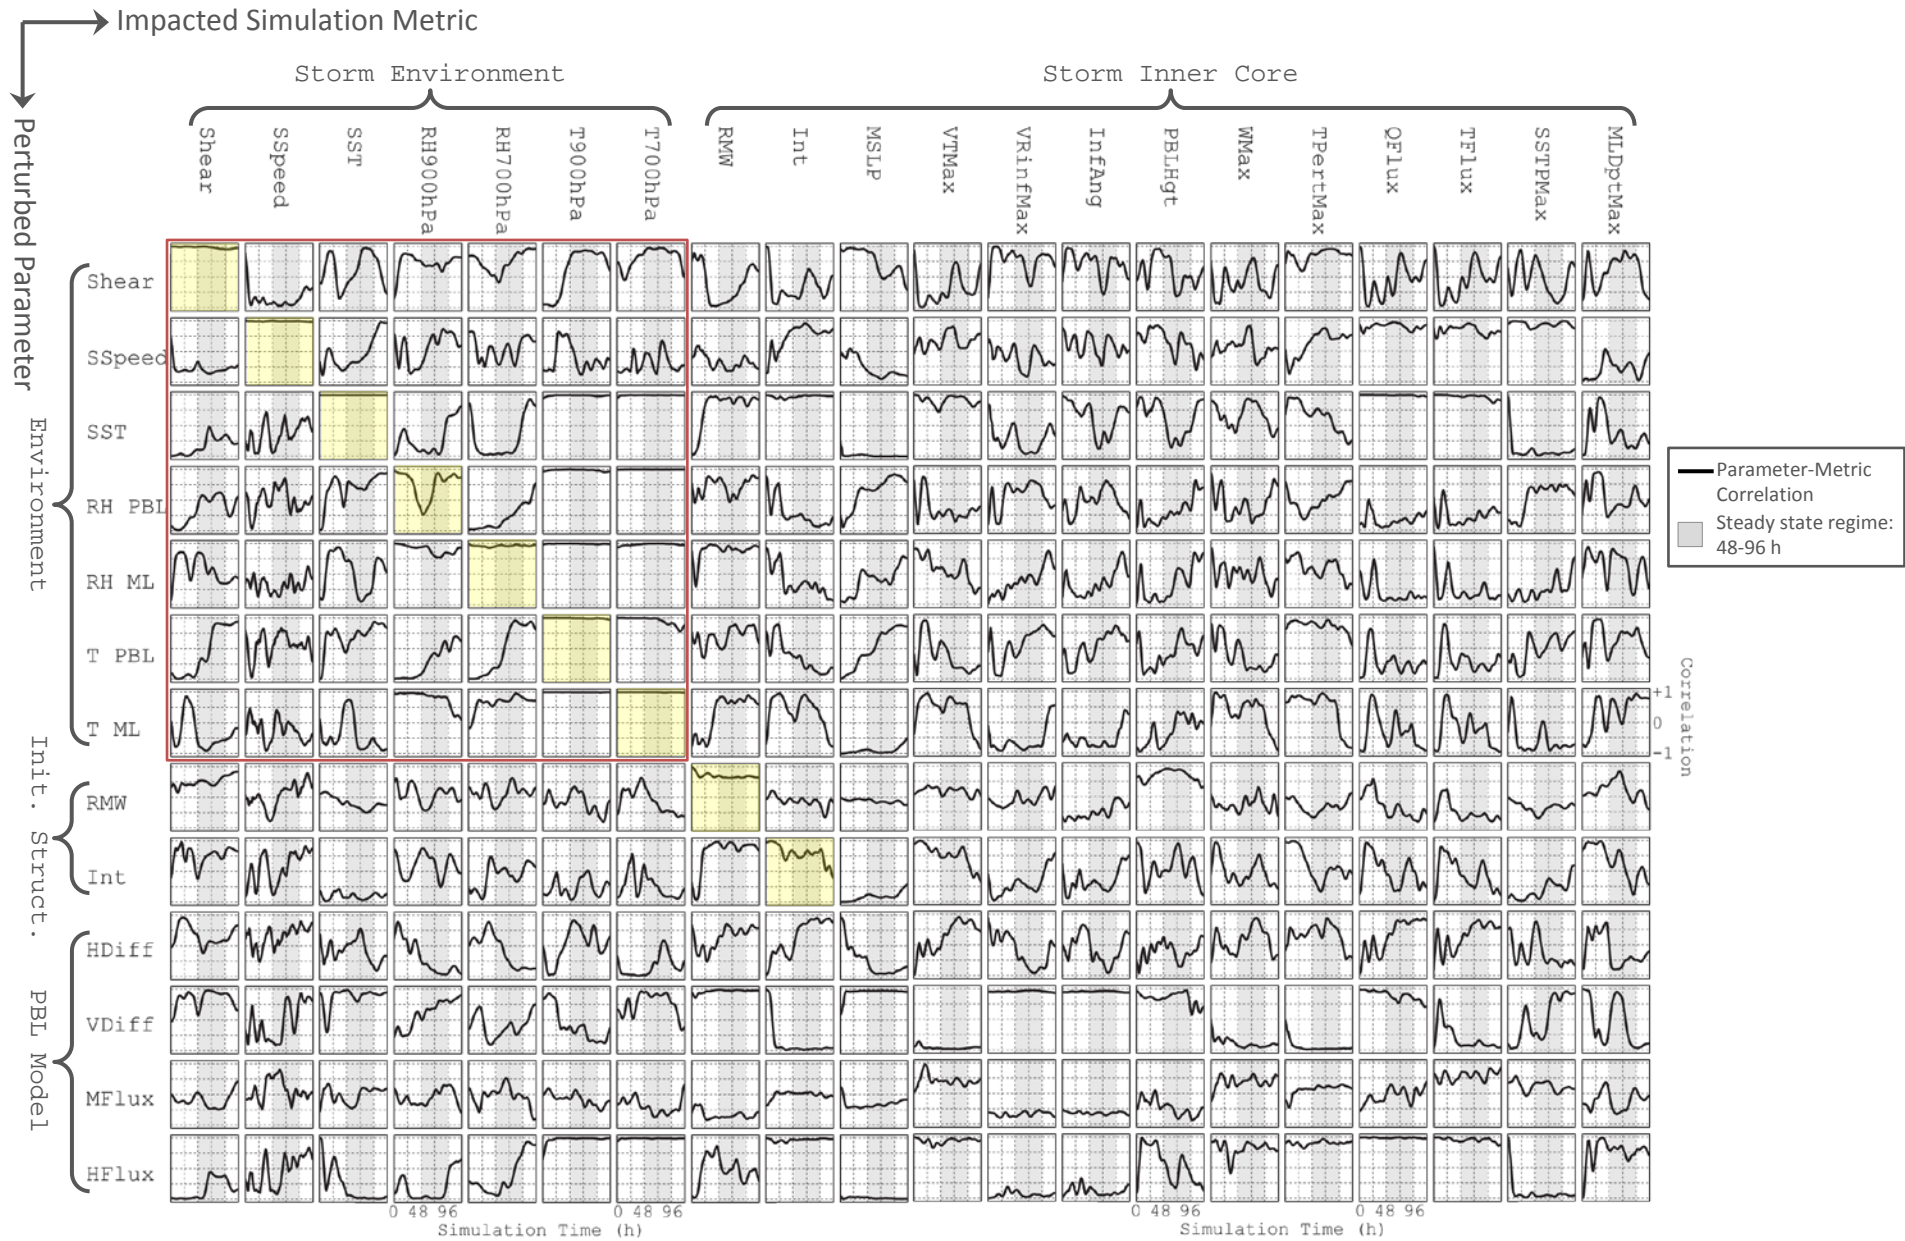 Impacted Simulation Metric
Perturbed Parameter
Storm Environment
Storm Inner Core
Shear
SSpeed
SST
RH900hPa
RH700hPa
T900hPa
T700hPa
RMW
Int
MSLP
VTMax
VRinfMax
InfAng
PBLHgt
WMax
TPertMax
QFlux
TFlux
SSTPMax
MLDptMax
Environment
Shear
SSpeed
SST
RH PBL
RH ML
T PBL
T ML
Init. Struct.
RMW
Int
PBL Model
HDiff
VDiff
MFlux
HFlux
Parameter-Metric
Correlation
Steady state regime:
48-96 h
+1
0
-1
Correlation
0 48 96
0 48 96
0 48 96
0 48 96
Simulation Time (h)
Simulation Time (h)